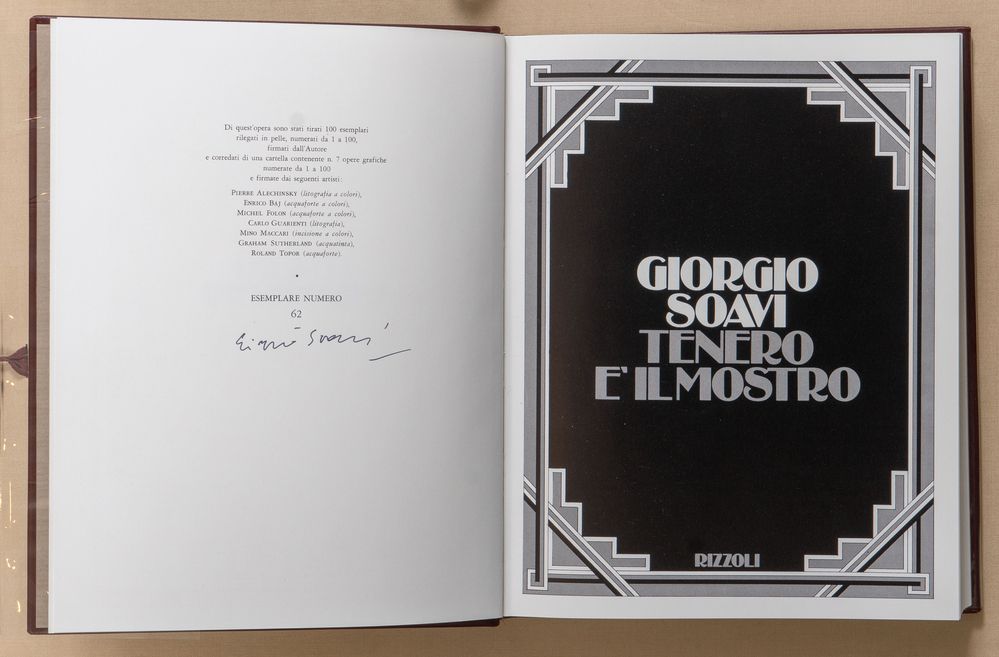 Di quest'opera sono stati tirati 100 esemplari
rilegati in pelle, numerati da 1 a 100,
firmati dall'Autore
e corredati di una cartella contenente n. 7 opere grafiche
numerate da 1 a 100
e firmate dai seguenti artisti:
PIERRE ALECHINSKY (litografia a colori),
ENRICO BAJ (acquaforte a colori),
MICHEL FOLON (acquaforte a colori),
CARLO GUARIENTI (litografia),
MINO MACCARI (incisione a colori),
GRAHAM SUTHERLAND (acquatinta),
ROLAND TOPOR (acquaforte).
ESEMPLARE NUMERO
62
Giorgio Soavi
GIORGIO
SOAVI
TENERO
E' IL MOSTRO
RIZZOLI